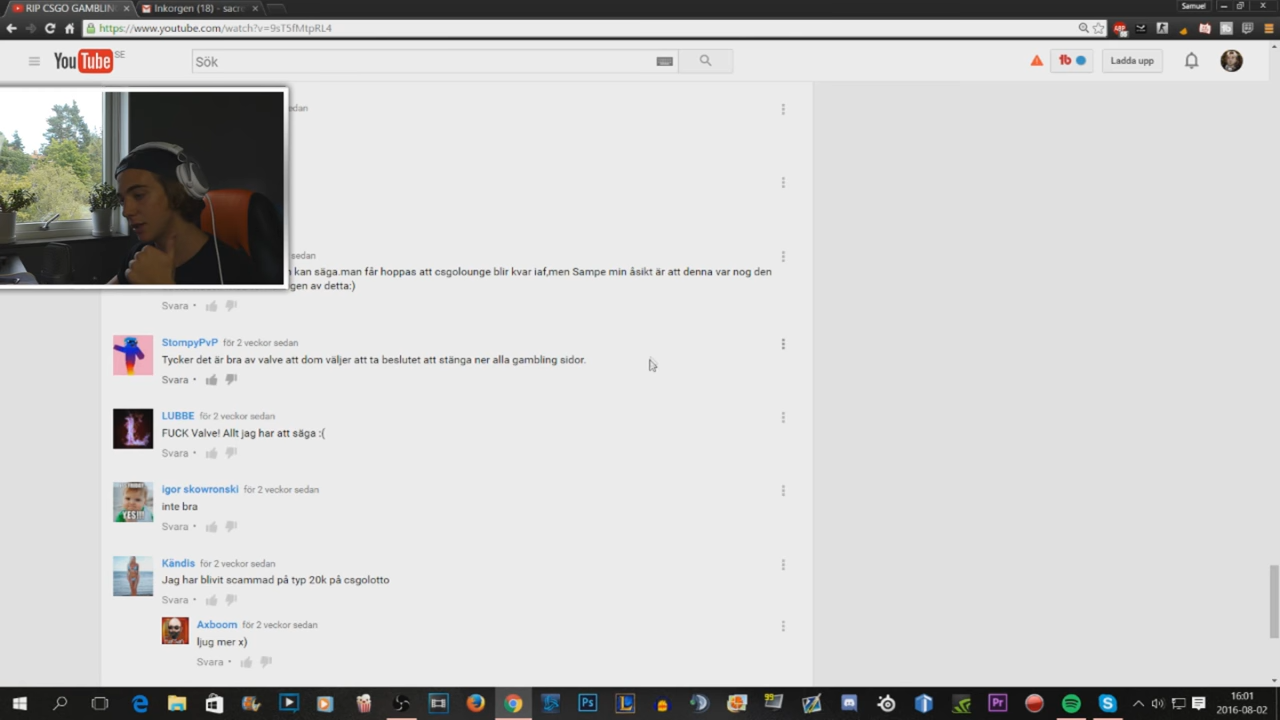 RIP CSGO GAMBLIN
Inkorgen (18) - sacre
Samuel
https://www.youtube.com/watch?v=9sT5fMtpRL4
YouTube SE
Sök
Ladda upp
edan
sedan
n kan säga.man får hoppas att csgolounge blir kvar iaf,men Sampe min åsikt är att denna var nog den
gen av detta:)
Svara •
StompyPvP för 2 veckor sedan
Tycker det är bra av valve att dom väljer att ta beslutet att stänga ner alla gambling sidor.
Svara •
LUBBE för 2 veckor sedan
FUCK Valve! Allt jag har att säga :(
Svara •
igor skowronski för 2 veckor sedan
inte bra
YES!!!
Svara •
Kändis för 2 veckor sedan
Jag har blivit scammad på typ 20k på csgolotto
Svara •
Axboom för 2 veckor sedan
ljug mer x)
Svara •
16:01
2016-08-02